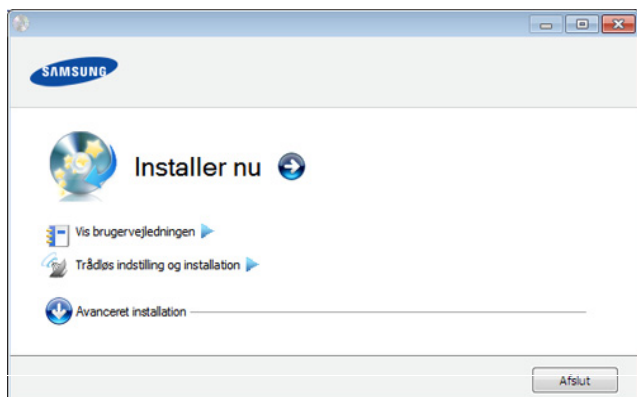 SAMSUNG
Installer nu
Vis brugervejledningen
Trådløs indstilling og installation
Avanceret installation
Afslut